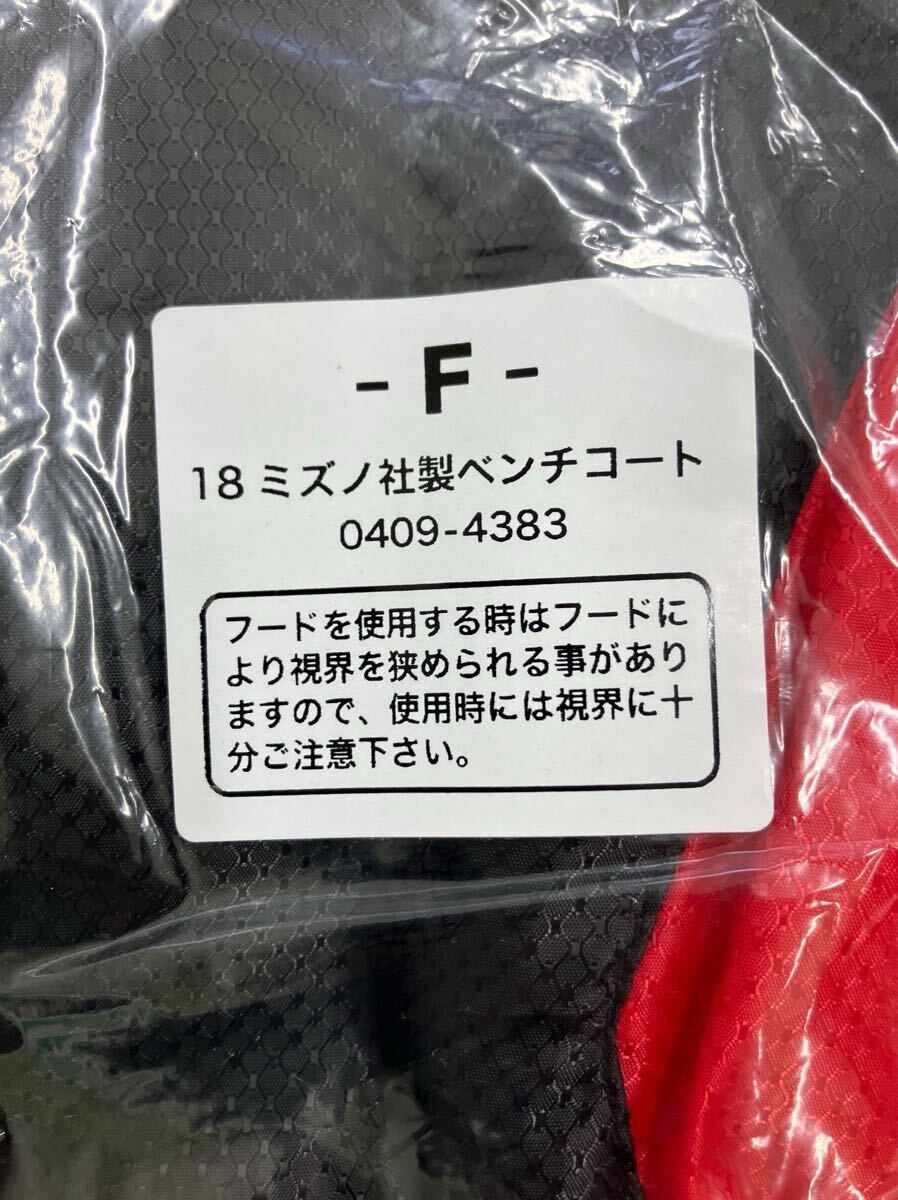 - F -
18 ミズノ社製ベンチコート
0409-4383
フードを使用する時はフードに
より視界を狭められる事があり
ますので、使用時には視界に十
分ご注意下さい。